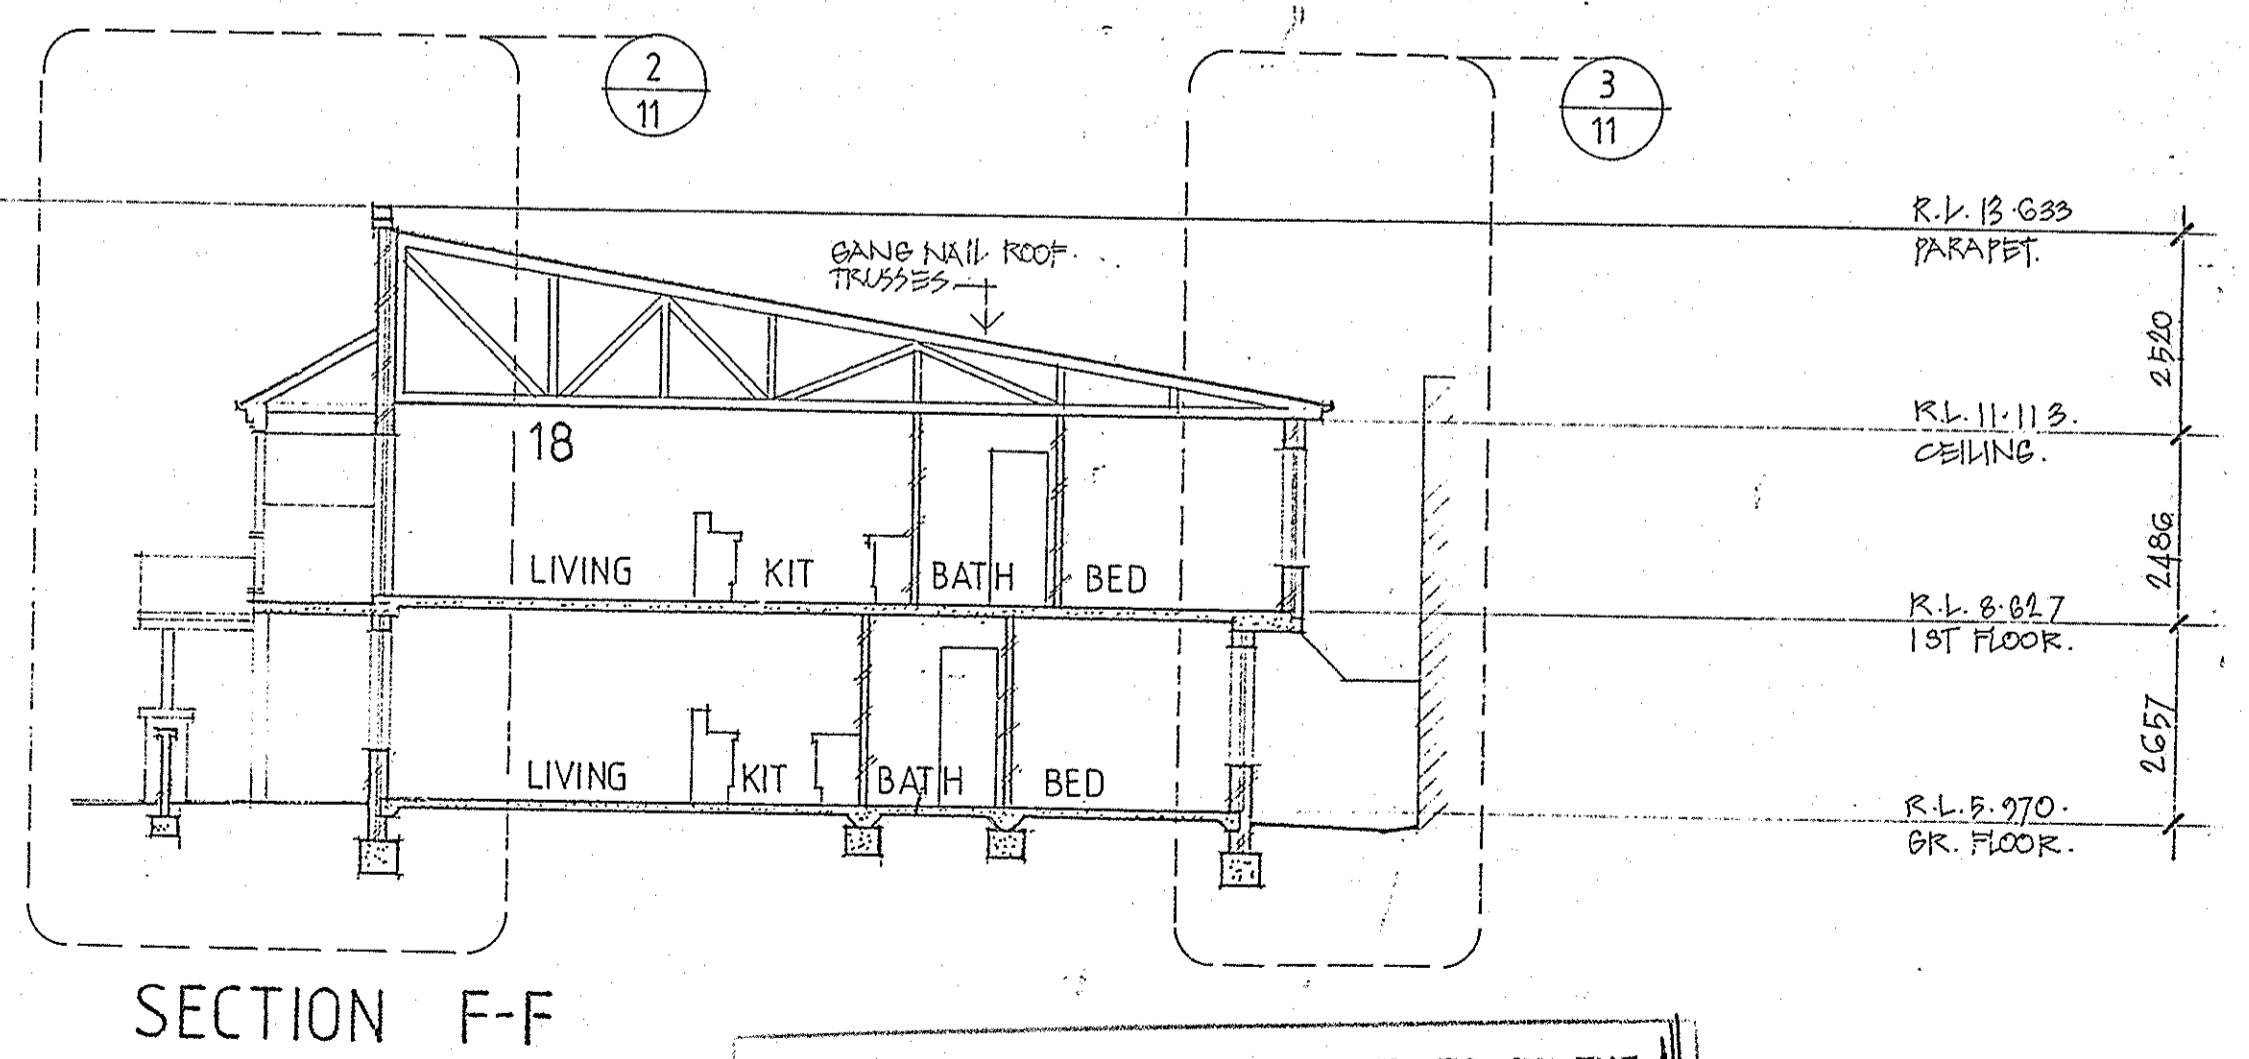 2
11
3
11
R.L. 13·633
PARAPET.
GANG NAIL ROOF
TRUSSES
2520
R.L. 11·113.
CEILING.
18
2486
LIVING KIT BATH BED
R.L. 8·627
1ST FLOOR.
2657
LIVING KIT BATH BED
R.L. 5·970.
GR. FLOOR.
SECTION F-F